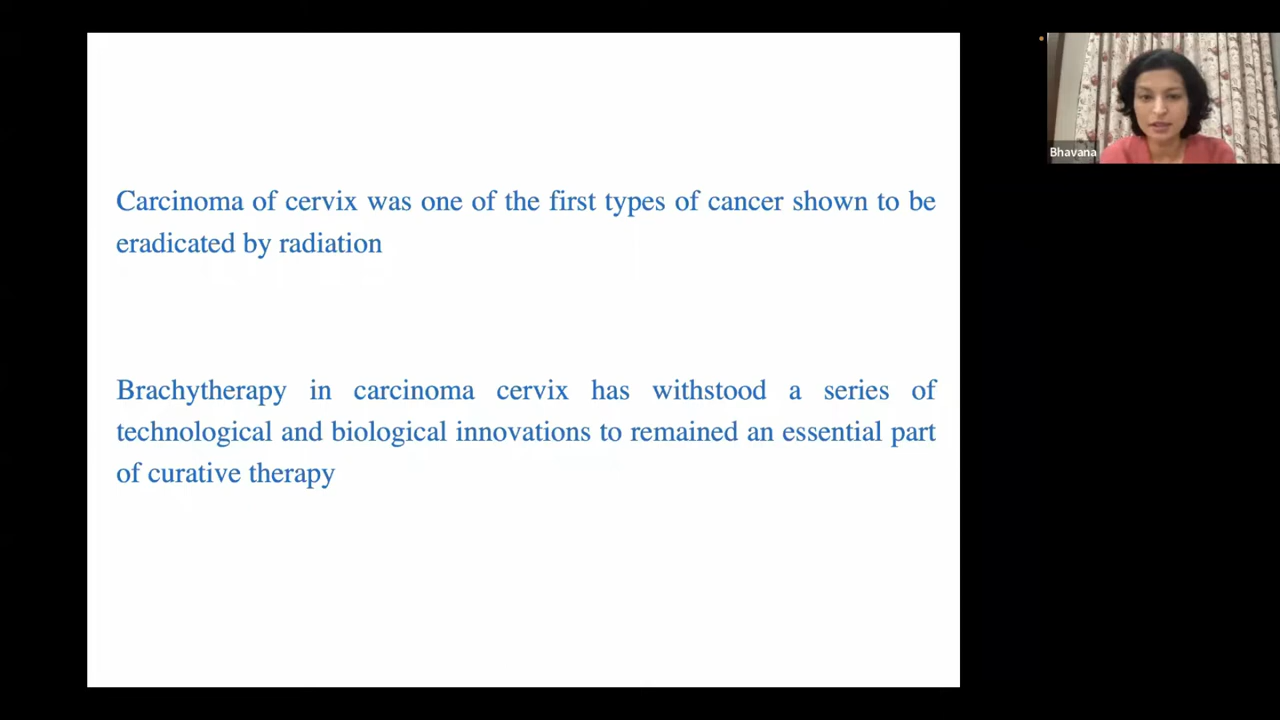 Carcinoma of cervix was one of the first types of cancer shown to be
eradicated by radiation
Brachytherapy in carcinoma cervix has withstood a series of
technological and biological innovations to remained an essential part
of curative therapy
Bhavana